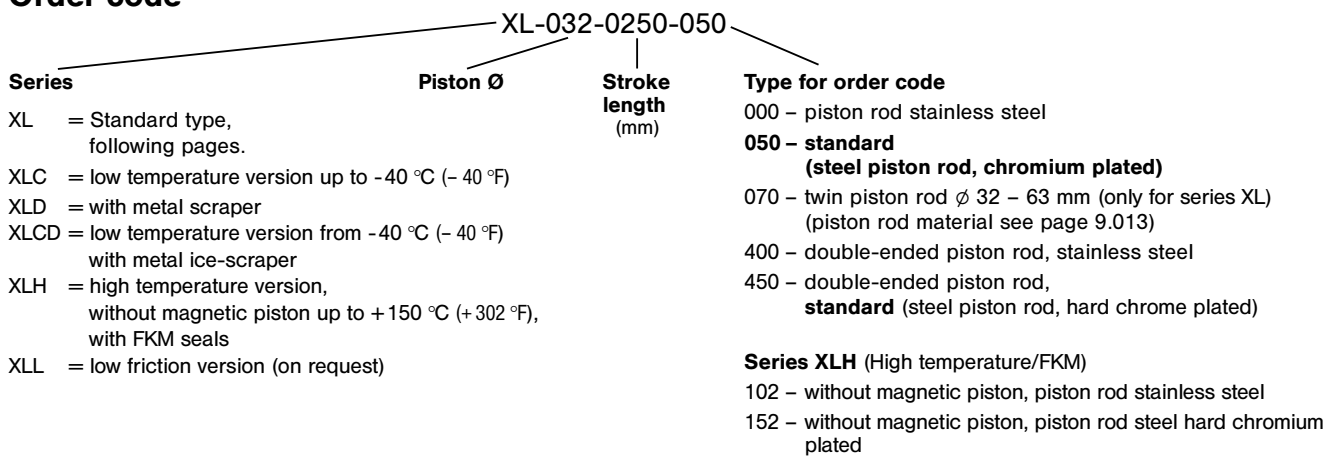 XL-032-0250-050
Series
XL = Standard type,
following pages.
XLC = low temperature version up to -40 °C (– 40 °F)
XLD = with metal scraper
XLCD = low temperature version from -40 °C (– 40 °F)
with metal ice-scraper
XLH = high temperature version,
without magnetic piston up to +150 °C (+302 °F),
with FKM seals
XLL = low friction version (on request)
Piston Ø
Stroke
length
(mm)
Type for order code
000 – piston rod stainless steel
050 – standard
(steel piston rod, chromium plated)
070 – twin piston rod ∅ 32 – 63 mm (only for series XL)
(piston rod material see page 9.013)
400 – double-ended piston rod, stainless steel
450 – double-ended piston rod,
standard (steel piston rod, hard chrome plated)
Series XLH (High temperature/FKM)
102 – without magnetic piston, piston rod stainless steel
152 – without magnetic piston, piston rod steel hard chromium
plated